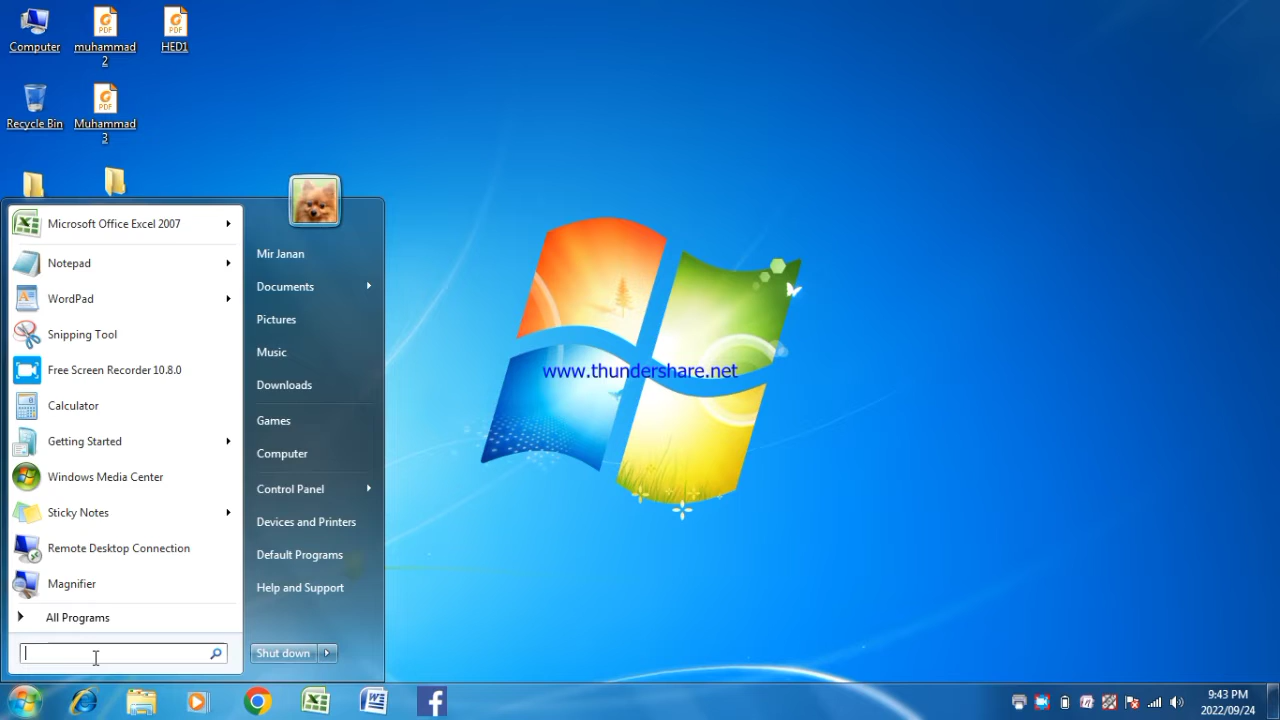 Computer
muhammad
2
HED1
Recycle Bin
Muhammad
3
Microsoft Office Excel 2007
Notepad
WordPad
Snipping Tool
Free Screen Recorder 10.8.0
Calculator
Getting Started
Windows Media Center
Sticky Notes
Remote Desktop Connection
Magnifier
All Programs
Mir Janan
Documents
Pictures
Music
Downloads
Games
Computer
Control Panel
Devices and Printers
Default Programs
Help and Support
Shut down
www.thundershare.net
9:43 PM
2022/09/24